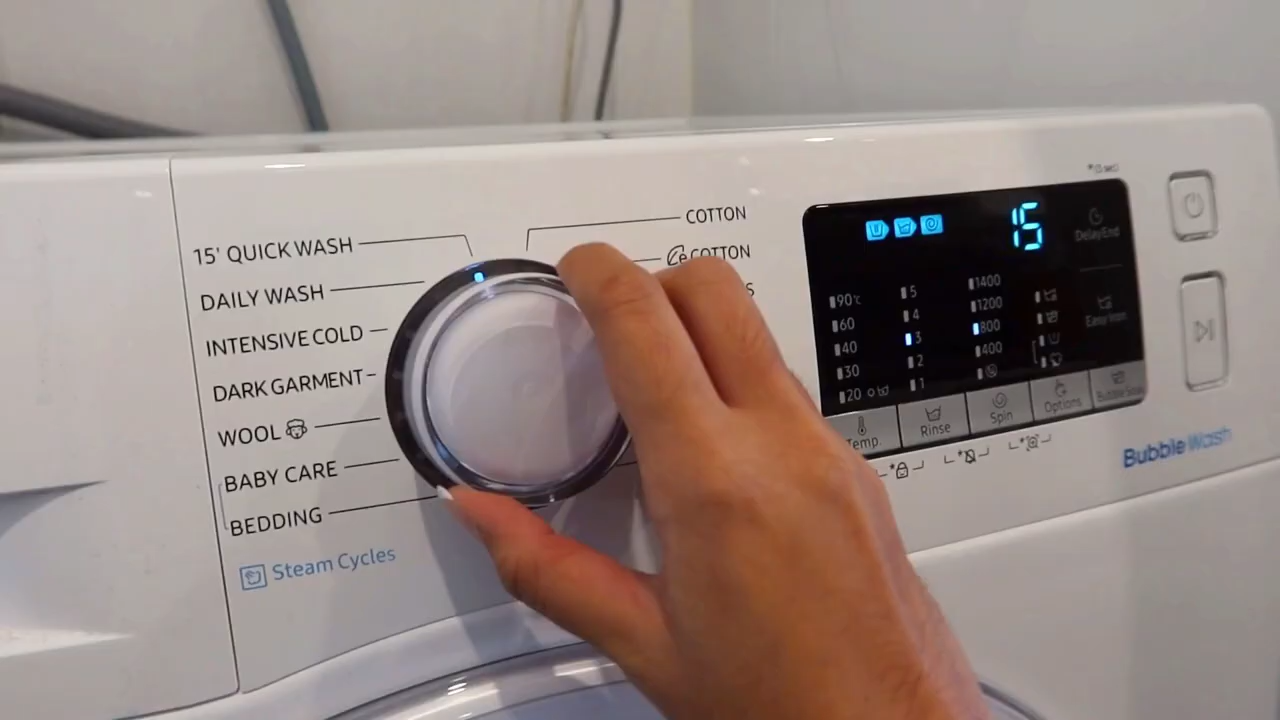 15' QUICK WASH
DAILY WASH
INTENSIVE COLD
DARK GARMENT
WOOL
BABY CARE
BEDDING
Steam Cycles
COTTON
COTTON
S
*(3 sec)
15
Delay End
Easy Iron
90°c
60
40
30
20
5
4
3
2
1
1400
1200
800
400
Temp.
Rinse
Spin
Options
Bubble Soak
Bubble Wash